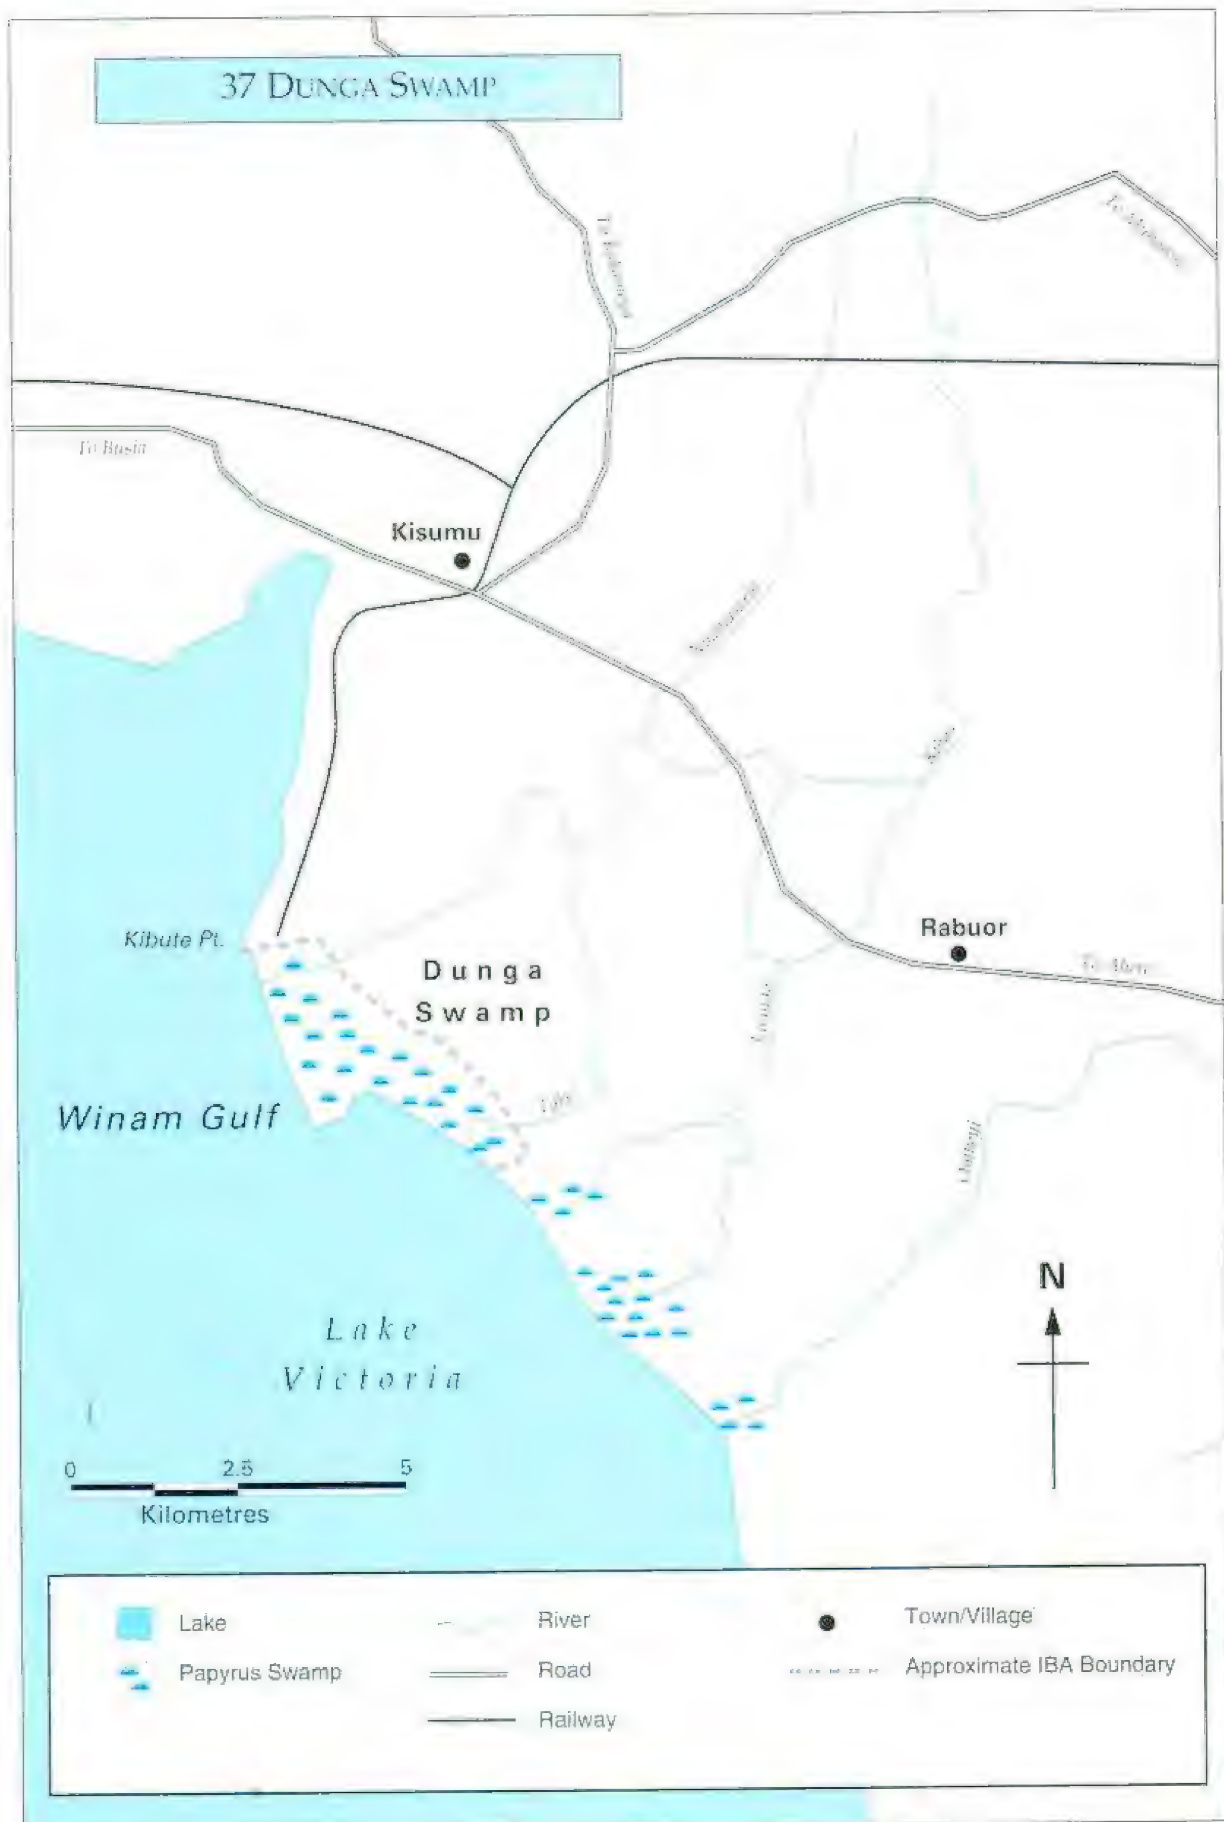 37 DUNGA SWAMP
To Busia
Kisumu
Rabuor
Kibute Pt.
Dunga
Swamp
Winam Gulf
Lake
Victoria
N
0 2.5 5
Kilometres
Lake
River
Town/Village
Papyrus Swamp
Road
Approximate IBA Boundary
Railway